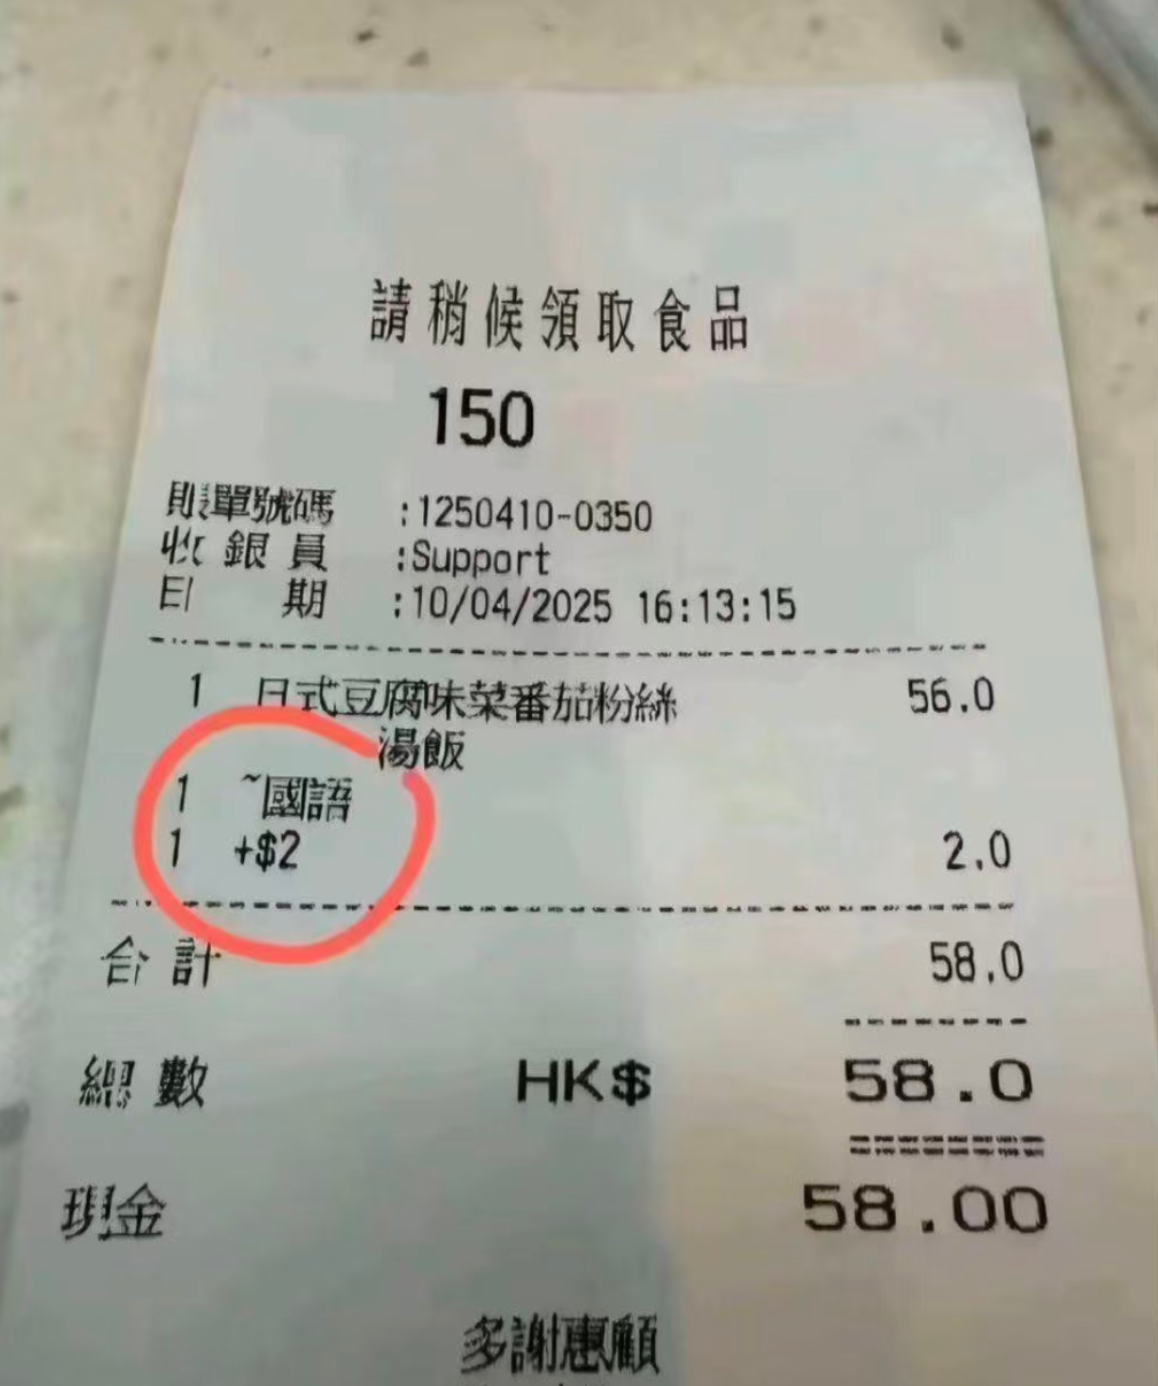 請稍候領取食品
150
賬單號碼 :1250410-0350
收銀員 :Support
日期 :10/04/2025 16:13:15
1 日式豆腐味菜番茄粉絲 56.0
湯飯
1 ~國語
1 +$2 2.0
合計 58.0
總數 HK$ 58.0
現金 58.00
多謝惠顧